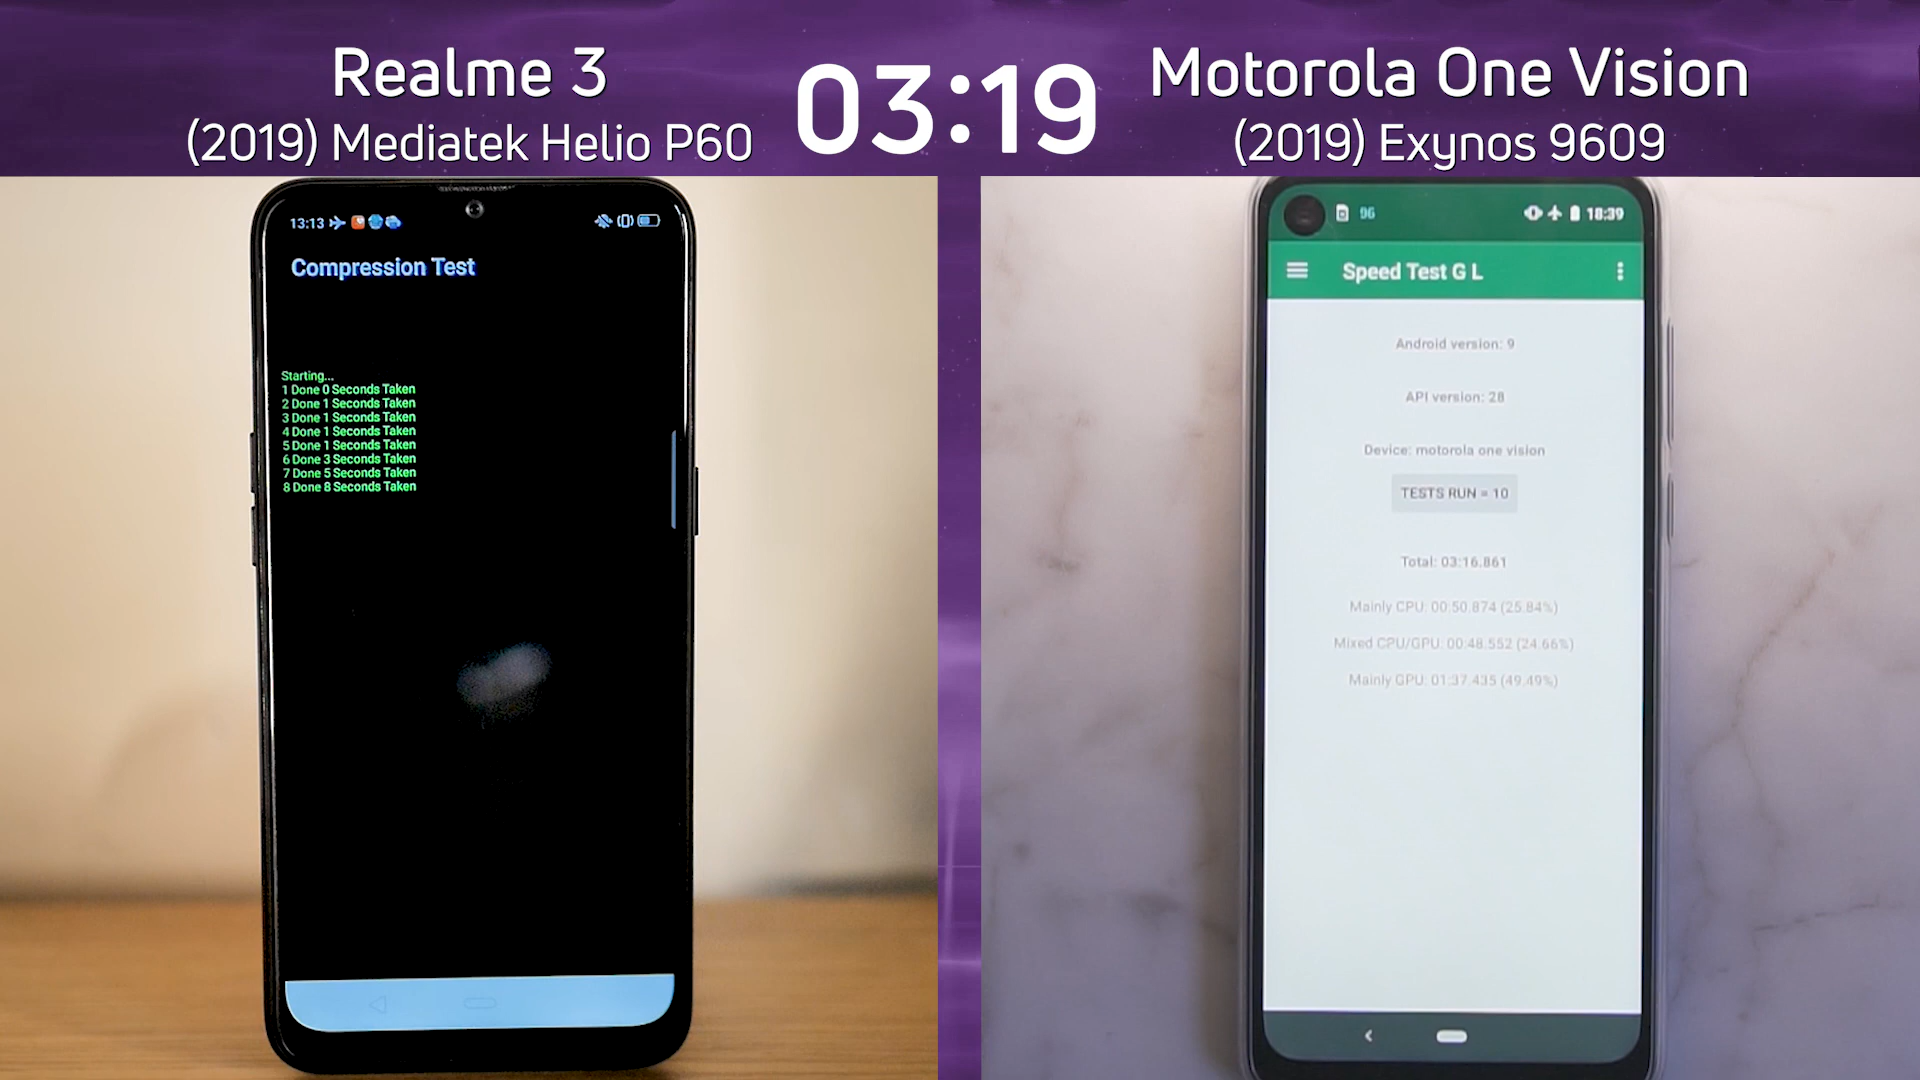 Realme 3
(2019) Mediatek Helio P60
03:19
Motorola One Vision
(2019) Exynos 9609
13:13
Compression Test
Starting...
1 Done 0 Seconds Taken
2 Done 1 Seconds Taken
3 Done 1 Seconds Taken
4 Done 1 Seconds Taken
5 Done 1 Seconds Taken
6 Done 3 Seconds Taken
7 Done 5 Seconds Taken
8 Done 8 Seconds Taken
96 18:39
Speed Test G L
Android version: 9
API version: 28
Device: motorola one vision
TESTS RUN = 10
Total: 03:16.861
Mainly CPU: 00:50.874 (25.84%)
Mixed CPU/GPU: 00:48.552 (24.66%)
Mainly GPU: 01:37.435 (49.49%)